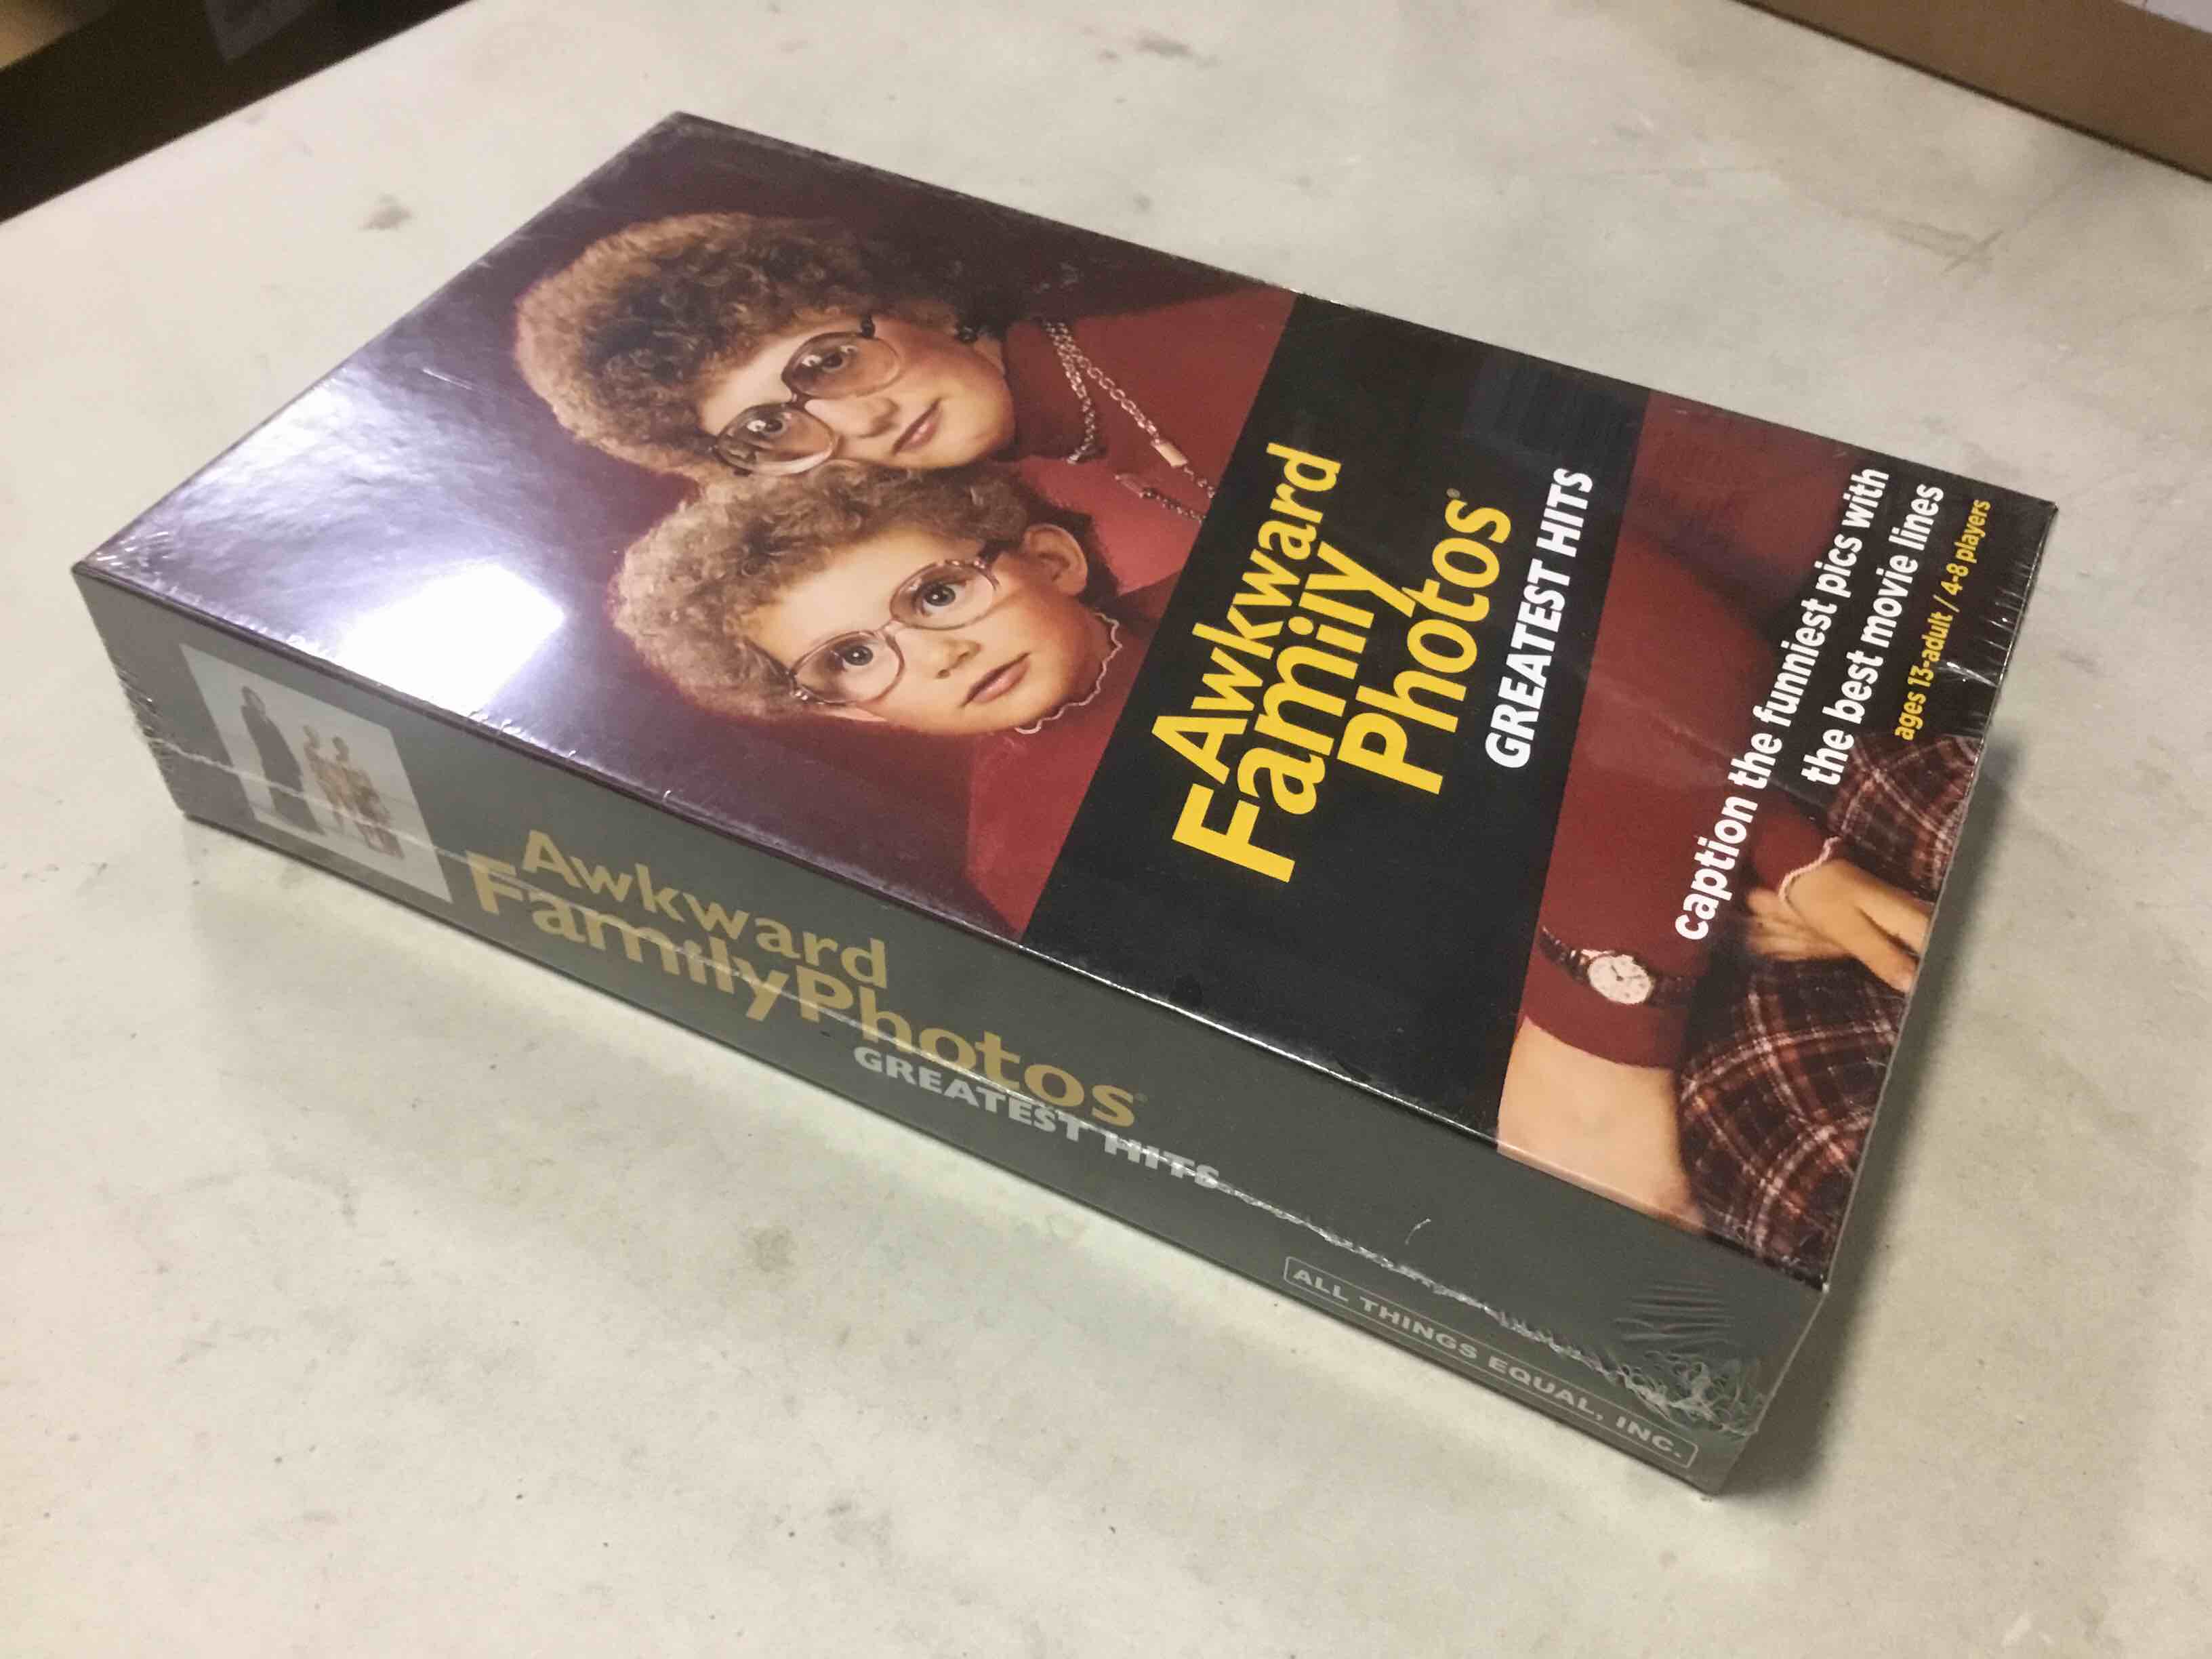 Awkward
Family
Photos
GREATEST HITS
caption the funniest pics with
the best movie lines
ages 13-adult / 4-8 players
Awkward
FamilyPhotos
GREATEST HITS
ALL THINGS EQUAL, INC.